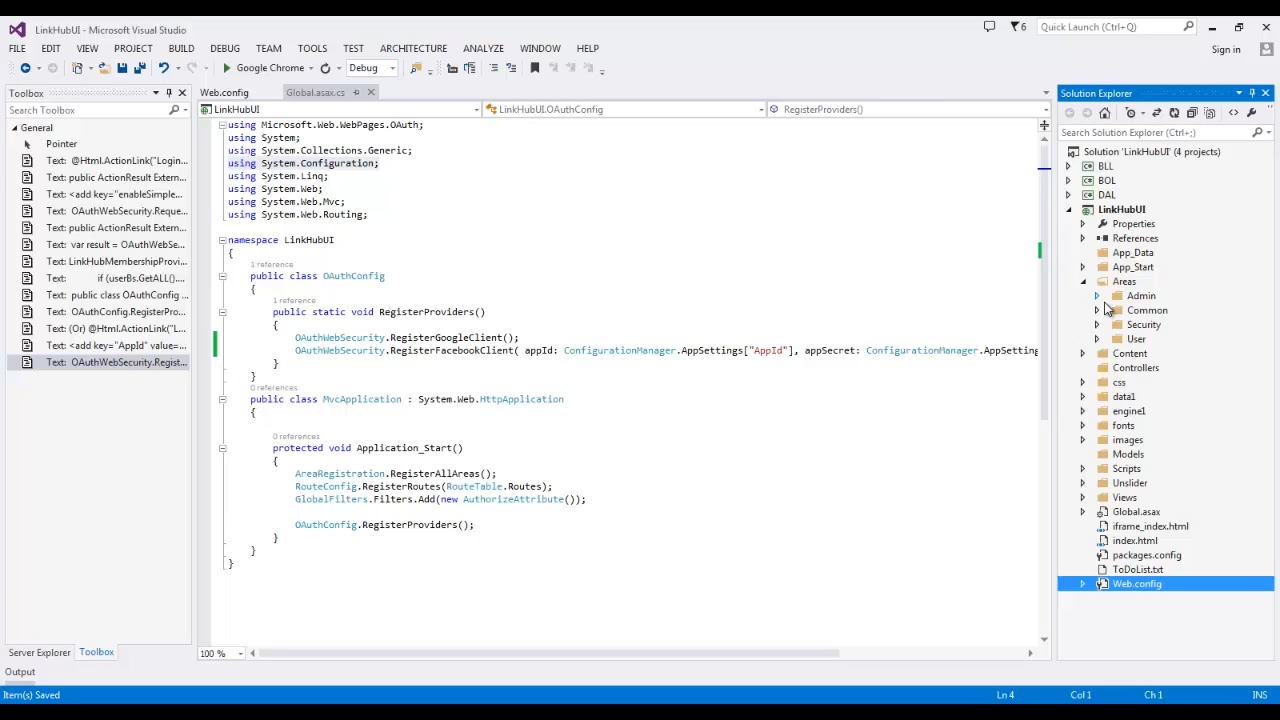 LinkHubUI - Microsoft Visual Studio
6
Quick Launch (Ctrl+Q)
FILE EDIT VIEW PROJECT BUILD DEBUG TEAM TOOLS TEST ARCHITECTURE ANALYZE WINDOW HELP
Sign in
Google Chrome
Debug
Toolbox
Search Toolbox
General
Pointer
Text: @Html.ActionLink("Login...
Text: public ActionResult Extern...
Text: <add key="enableSimple...
Text: OAuthWebSecurity.Reque...
Text: public ActionResult Extern...
Text: var result = OAuthWebSe...
Text: LinkHubMembershipProvi...
Text: if (userBs.GetALL()....
Text: public class OAuthConfig ...
Text: OAuthConfig.RegisterPro...
Text: (Or) @Html.ActionLink("L...
Text: <add key="AppId" value=...
Text: OAuthWebSecurity.Regist...
Server Explorer
Toolbox
Output
Web.config
Global.asax.cs
LinkHubUI
LinkHubUI.OAuthConfig
RegisterProviders()
using Microsoft.Web.WebPages.OAuth;
using System;
using System.Collections.Generic;
using System.Configuration;
using System.Linq;
using System.Web;
using System.Web.Mvc;
using System.Web.Routing;
namespace LinkHubUI
{
1 reference
public class OAuthConfig
{
1 reference
public static void RegisterProviders()
{
OAuthWebSecurity.RegisterGoogleClient();
OAuthWebSecurity.RegisterFacebookClient( appId: ConfigurationManager.AppSettings["AppId"], appSecret: ConfigurationManager.AppSetting
}
}
0 references
public class MvcApplication : System.Web.HttpApplication
{
0 references
protected void Application_Start()
{
AreaRegistration.RegisterAllAreas();
RouteConfig.RegisterRoutes(RouteTable.Routes);
GlobalFilters.Filters.Add(new AuthorizeAttribute());
OAuthConfig.RegisterProviders();
}
}
}
100 %
Solution Explorer
Search Solution Explorer (Ctrl+;)
Solution 'LinkHubUI' (4 projects)
BLL
BOL
DAL
LinkHubUI
Properties
References
App_Data
App_Start
Areas
Admin
Common
Security
User
Content
Controllers
css
data1
engine1
fonts
images
Models
Scripts
Unslider
Views
Global.asax
iframe_index.html
index.html
packages.config
ToDoList.txt
Web.config
Item(s) Saved
Ln 4
Col 1
Ch 1
INS